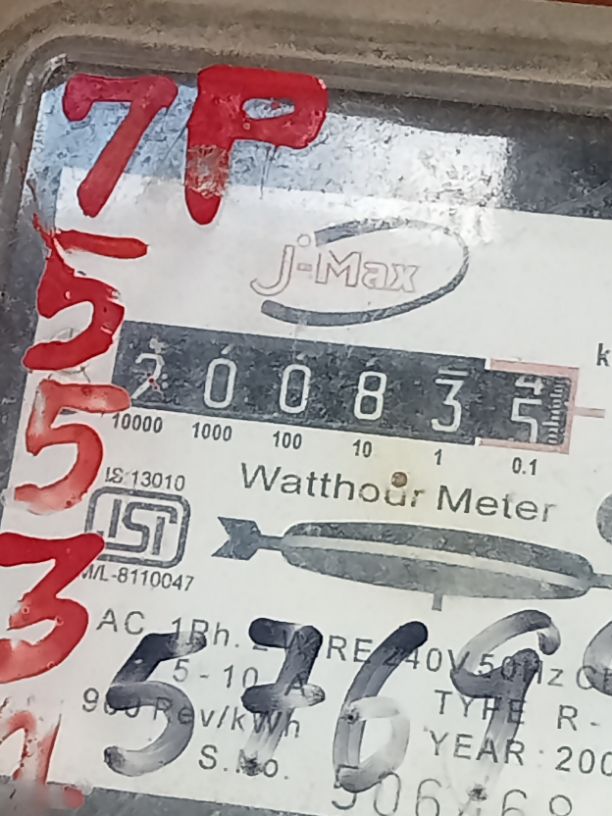 7P
5
5
3
j-Max
k
2 0 0 8 3 5
10000 1000 100 10 1 0.1
IS 13010
ISI
M/L-8110047
Watthour Meter
AC 1Ph. 2 WIRE 240V 50Hz
5-10 A
TYPE R-
900 Rev/kWh
YEAR 200
S.No.
5769